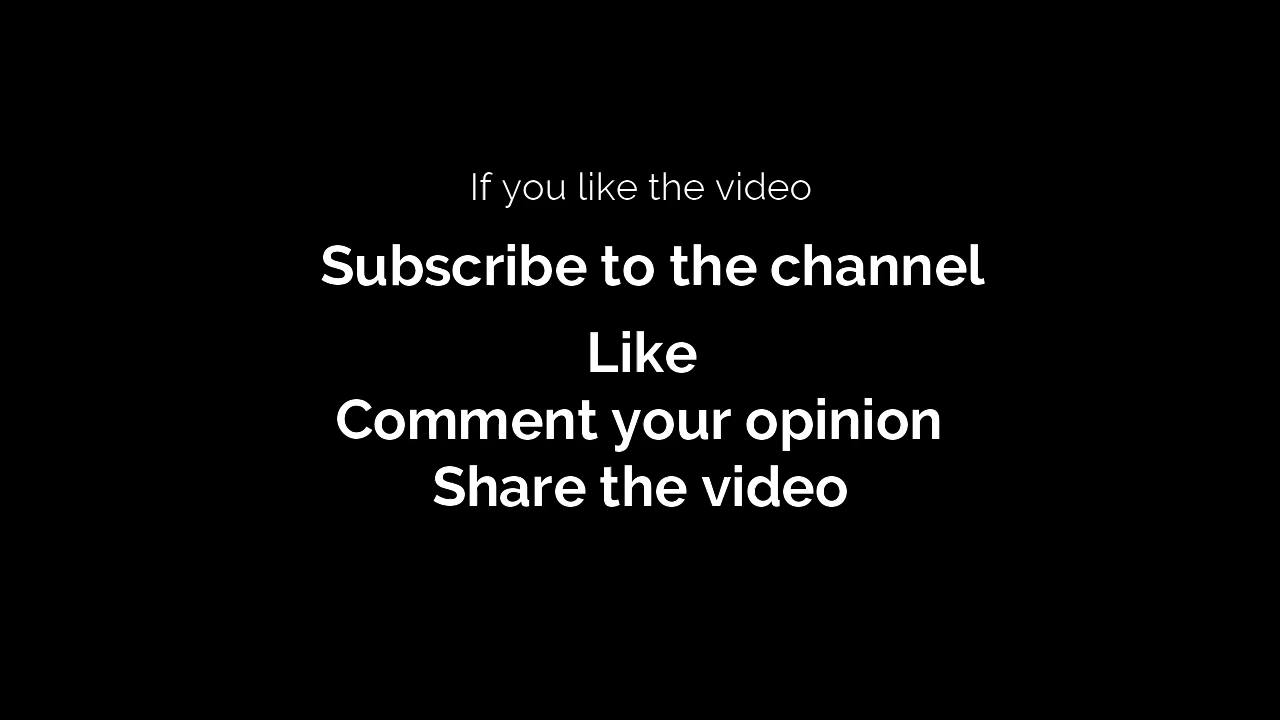 If you like the video
Subscribe to the channel
Like
Comment your opinion
Share the video